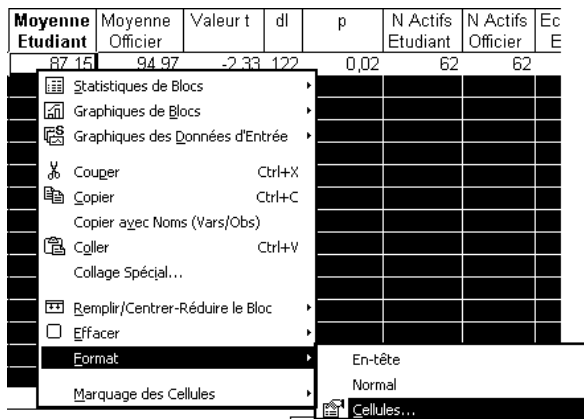 Moyenne Moyenne Valeur t dl p N Actifs N Actifs Ec
Etudiant Officier Etudiant Officier E
87,15 94,97 -2,33 122 0,02 62 62
Statistiques de Blocs
Graphiques de Blocs
Graphiques des Données d'Entrée
Couper Ctrl+X
Copier Ctrl+C
Copier avec Noms (Vars/Obs)
Coller Ctrl+V
Collage Spécial...
Remplir/Centrer-Réduire le Bloc
Effacer
Format
En-tête
Normal
Marquage des Cellules
Cellules...